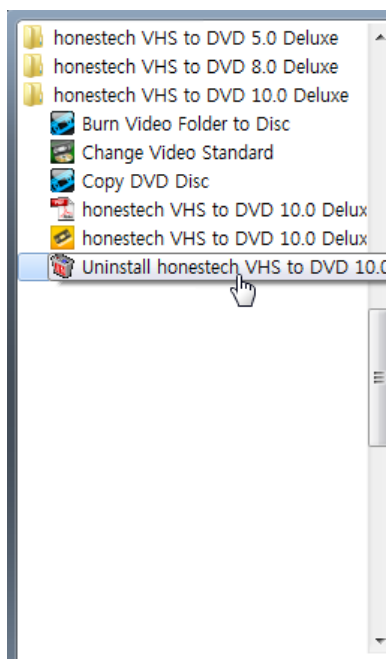 honestech VHS to DVD 5.0 Deluxe
honestech VHS to DVD 8.0 Deluxe
honestech VHS to DVD 10.0 Deluxe
Burn Video Folder to Disc
Change Video Standard
Copy DVD Disc
honestech VHS to DVD 10.0 Delux
honestech VHS to DVD 10.0 Delux
Uninstall honestech VHS to DVD 10.0